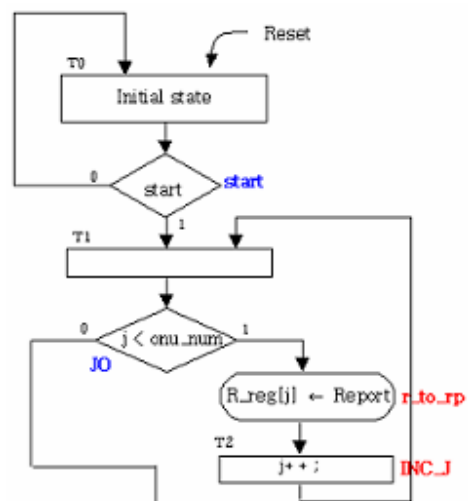 Reset
T0
Initial state
0
start
start
1
T1
0
j < onu_num
1
JO
R_reg[j] ← Report
r_to_rp
T2
j++;
INC_J